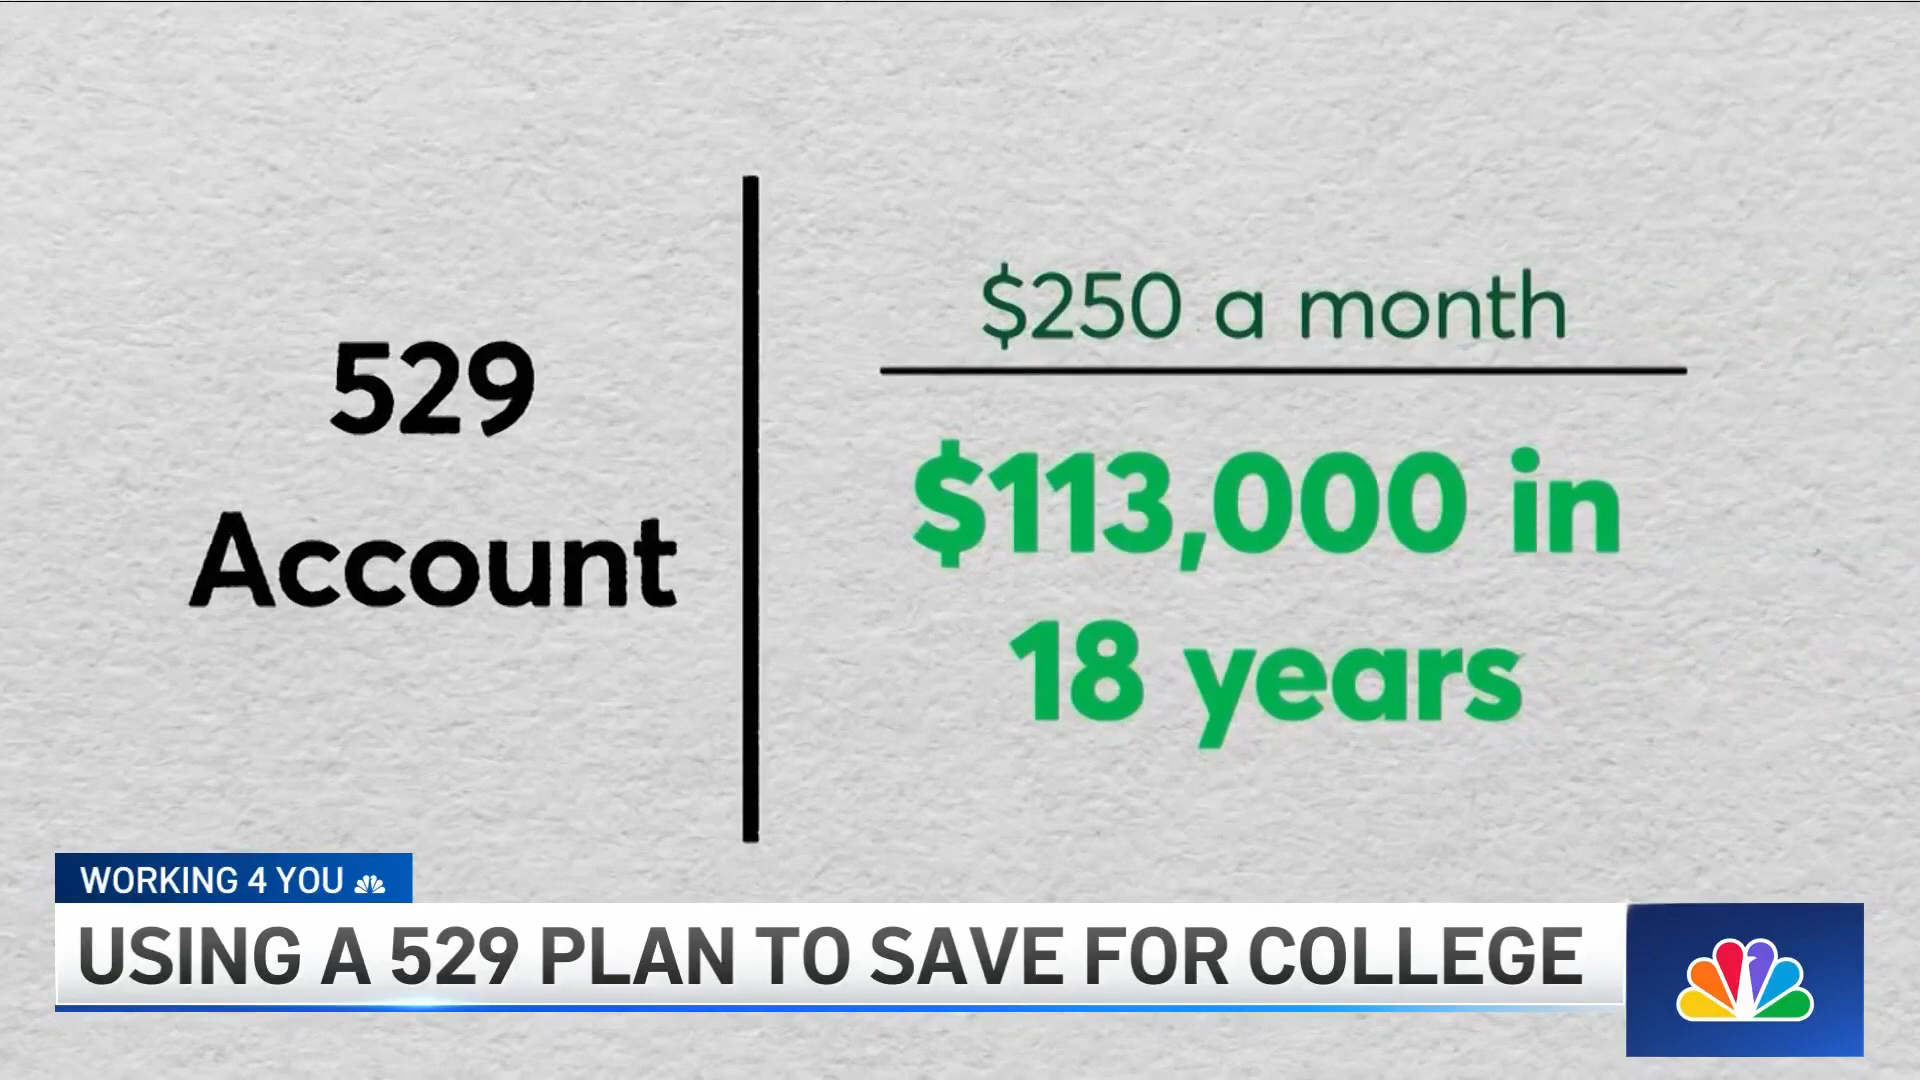 529
Account
$250 a month
$113,000 in
18 years
WORKING 4 YOU
USING A 529 PLAN TO SAVE FOR COLLEGE